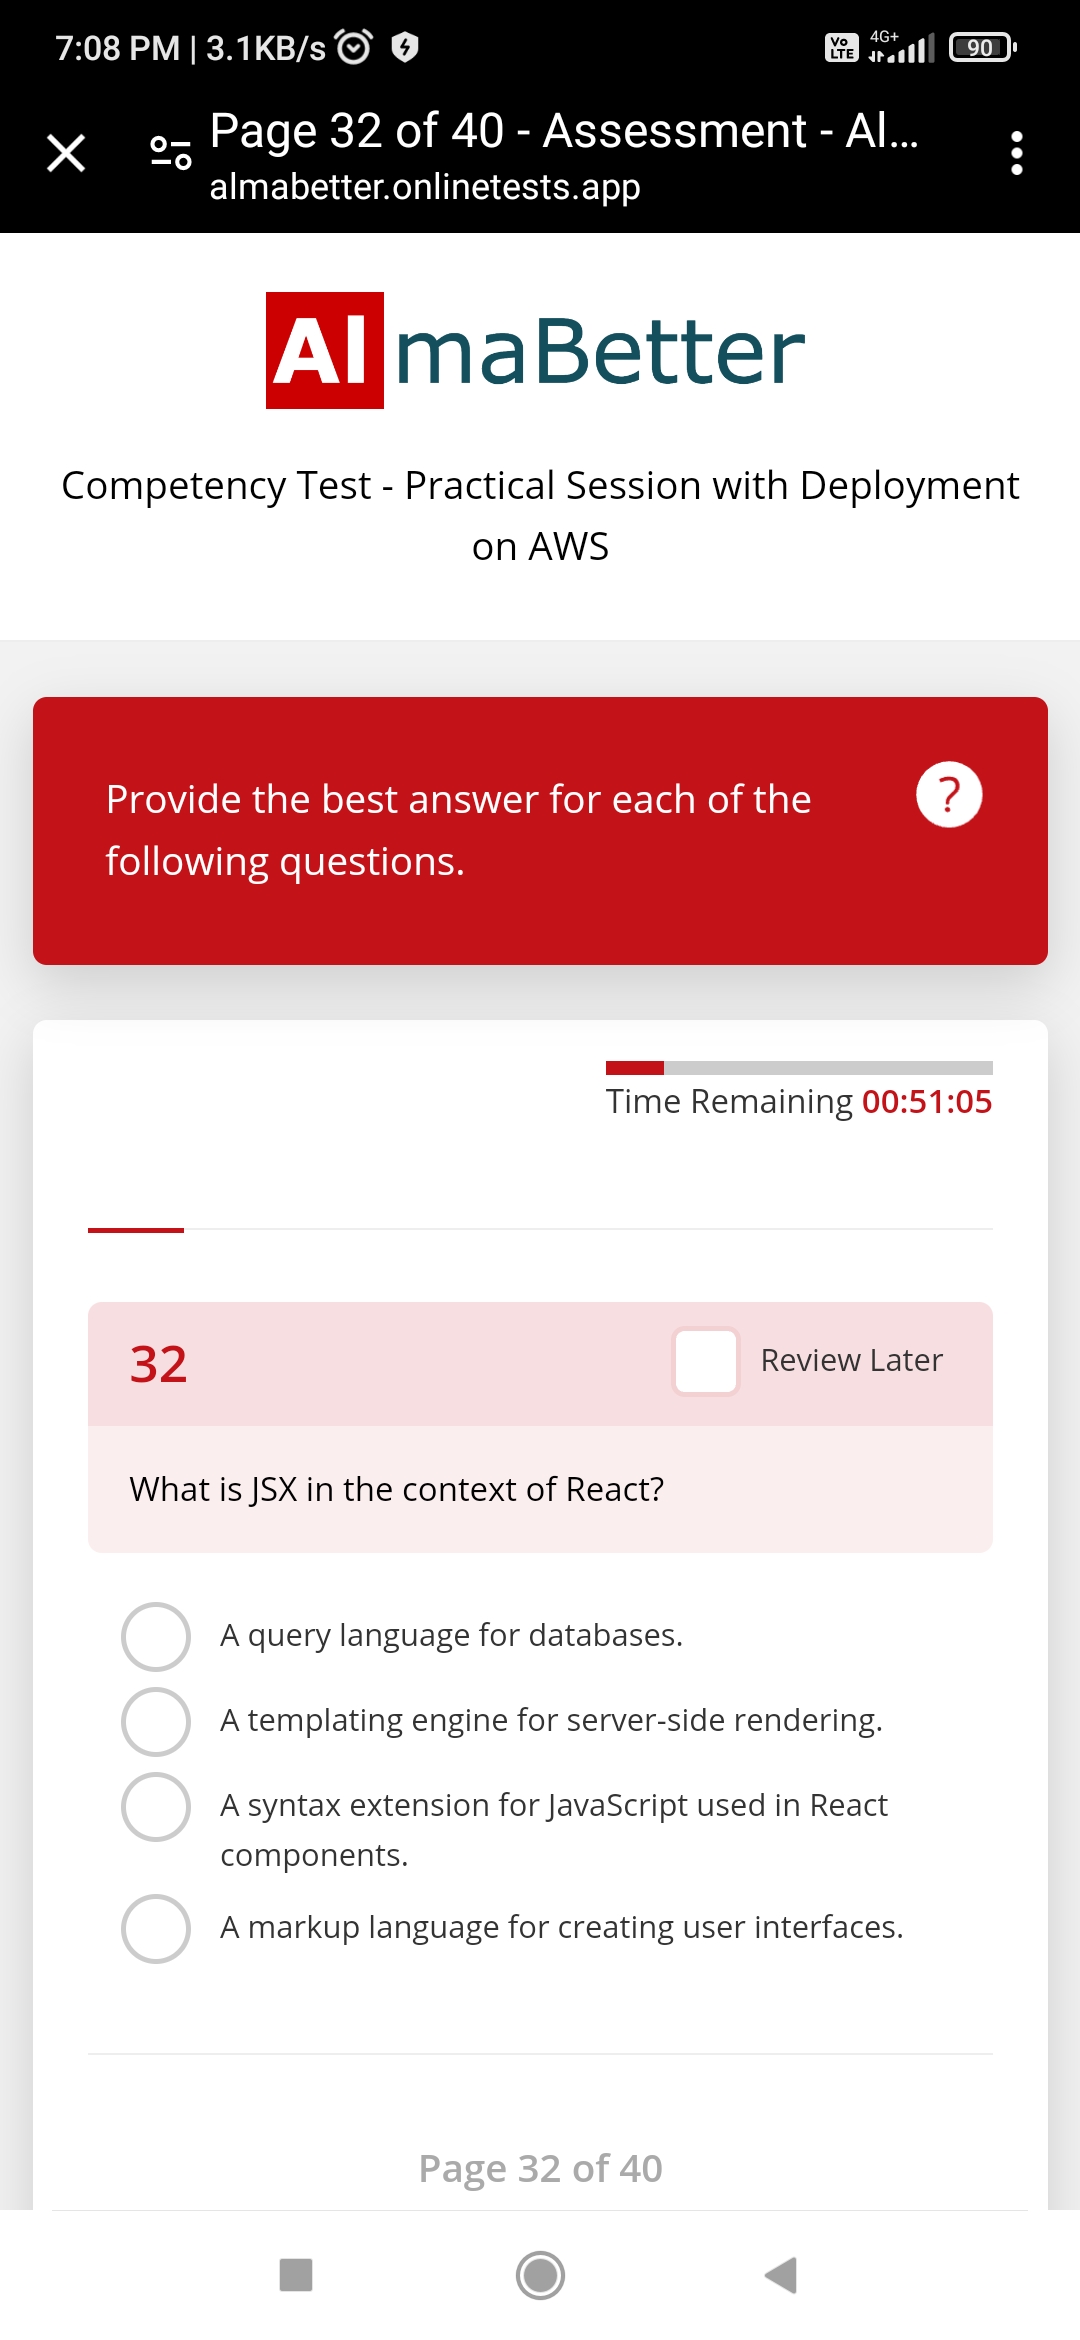 7:08 PM | 3.1KB/s
Vo LTE 4G+ 90
Page 32 of 40 - Assessment - Al...
almabetter.onlinetests.app
AlmaBetter
Competency Test - Practical Session with Deployment
on AWS
Provide the best answer for each of the
following questions.
?
Time Remaining 00:51:05
32
Review Later
What is JSX in the context of React?
A query language for databases.
A templating engine for server-side rendering.
A syntax extension for JavaScript used in React
components.
A markup language for creating user interfaces.
Page 32 of 40